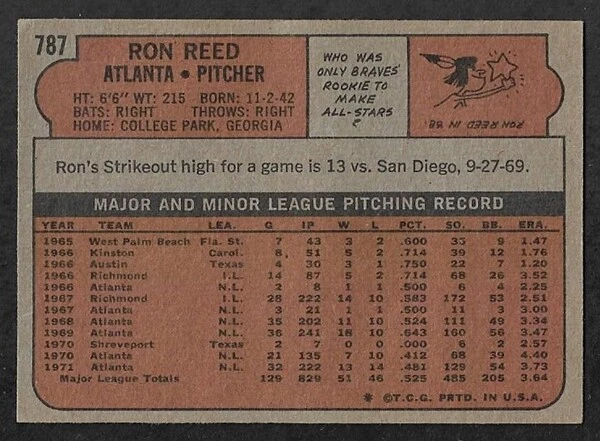 787
RON REED
ATLANTA • PITCHER
HT: 6'6" WT: 215 BORN: 11-2-42
BATS: RIGHT THROWS: RIGHT
HOME: COLLEGE PARK, GEORGIA
WHO WAS
ONLY BRAVES'
ROOKIE TO
MAKE
ALL-STARS
?
RON REED IN '68.
Ron's Strikeout high for a game is 13 vs. San Diego, 9-27-69.
MAJOR AND MINOR LEAGUE PITCHING RECORD
YEAR TEAM LEA. G IP W L PCT. SO. BB. ERA.
1965 West Palm Beach Fla. St. 7 43 3 2 .600 35 9 1.47
1966 Kinston Carol. 8 51 5 2 .714 39 12 1.76
1966 Austin Texas 4 30 3 1 .750 22 7 1.20
1966 Richmond I.L. 14 87 5 2 .714 68 26 3.52
1966 Atlanta N.L. 2 8 1 1 .500 6 4 2.25
1967 Richmond I.L. 28 222 14 10 .583 172 53 2.51
1967 Atlanta N.L. 3 21 1 1 .500 11 3 3.00
1968 Atlanta N.L. 35 202 11 10 .524 111 49 3.34
1969 Atlanta N.L. 36 241 18 10 .643 160 56 3.47
1970 Shreveport Texas 2 7 0 0 .000 6 2 2.57
1970 Atlanta N.L. 21 135 7 10 .412 68 39 4.40
1971 Atlanta N.L. 32 222 13 14 .481 129 54 3.73
Major League Totals 129 829 51 46 .525 485 205 3.64
* © T.C.G. PRTD. IN U.S.A.